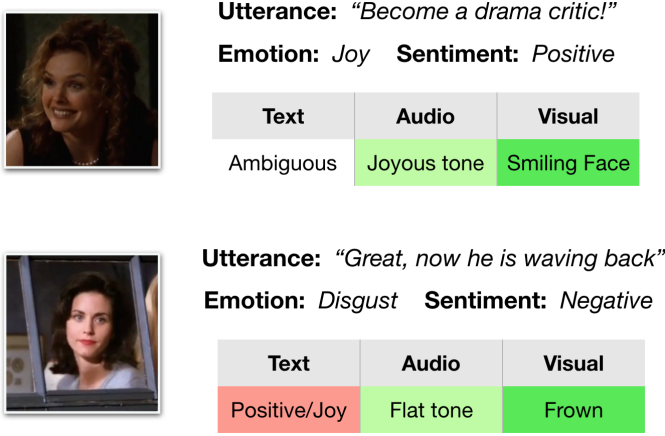 Utterance: “Become a drama critic!”
Emotion: Joy Sentiment: Positive
Text Audio Visual
Ambiguous Joyous tone Smiling Face
Utterance: “Great, now he is waving back”
Emotion: Disgust Sentiment: Negative
Text Audio Visual
Positive/Joy Flat tone Frown